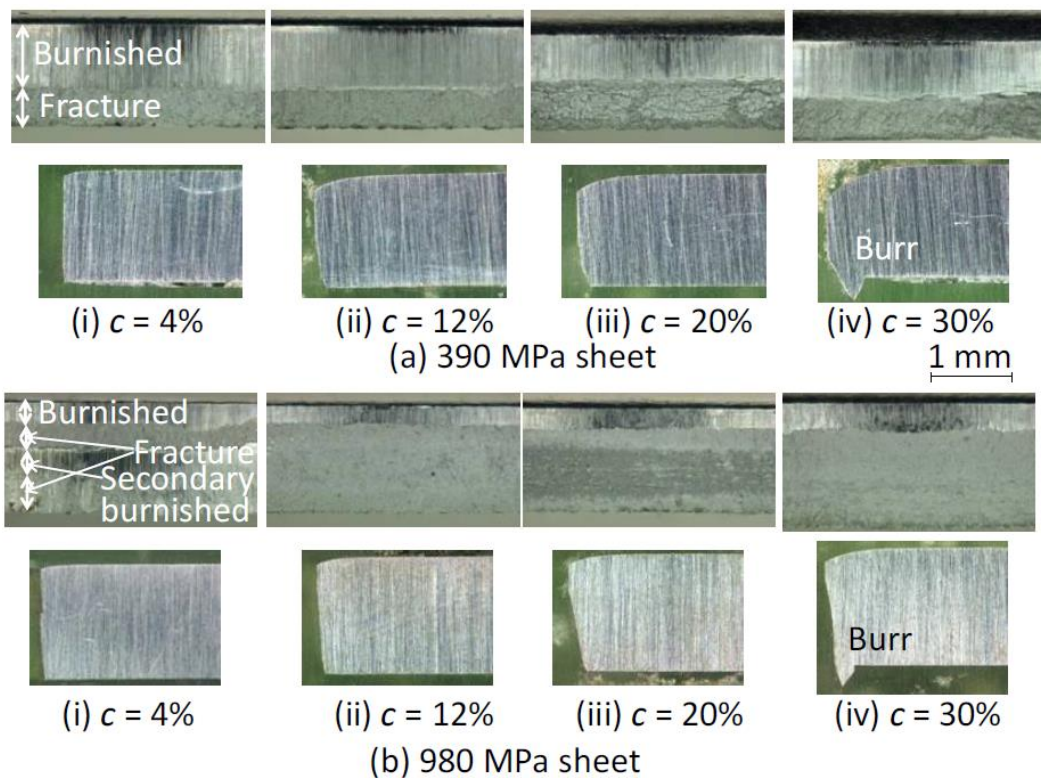 Burnished
Fracture
Burr
(i) c = 4%
(ii) c = 12%
(iii) c = 20%
(iv) c = 30%
(a) 390 MPa sheet
1 mm
Burnished
Fracture
Secondary
burnished
Burr
(i) c = 4%
(ii) c = 12%
(iii) c = 20%
(iv) c = 30%
(b) 980 MPa sheet